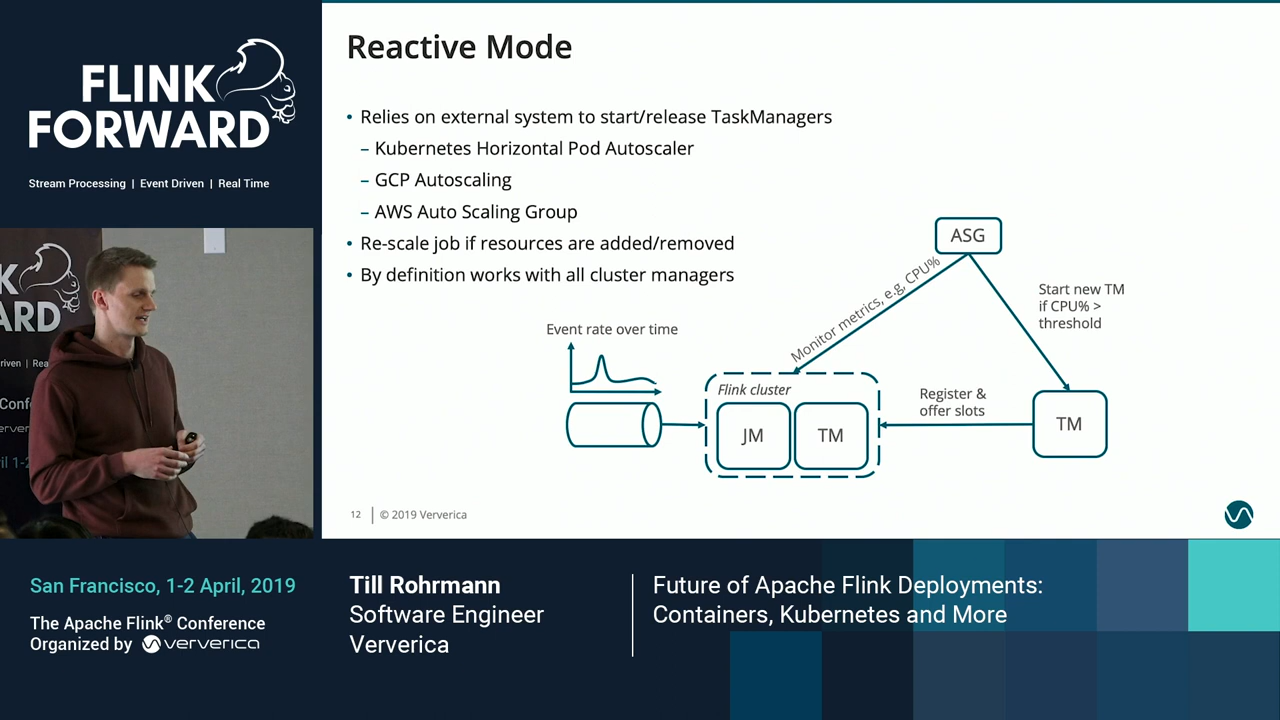 FLINK
FORWARD
Stream Processing | Event Driven | Real Time
Reactive Mode
• Relies on external system to start/release TaskManagers
– Kubernetes Horizontal Pod Autoscaler
– GCP Autoscaling
– AWS Auto Scaling Group
• Re-scale job if resources are added/removed
• By definition works with all cluster managers
ASG
Monitor metrics, e.g. CPU%
Start new TM
if CPU% >
threshold
Event rate over time
Flink cluster
JM
TM
Register &
offer slots
TM
12 | © 2019 Ververica
San Francisco, 1-2 April, 2019
The Apache Flink® Conference
Organized by ververica
Till Rohrmann
Software Engineer
Ververica
Future of Apache Flink Deployments:
Containers, Kubernetes and More